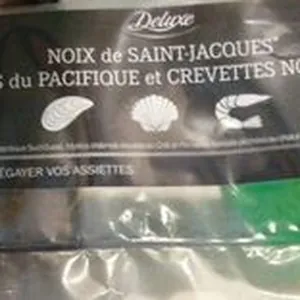 Deluxe
NOIX de SAINT-JACQUES*
S du PACIFIQUE et CREVETTES NO
ÉGAYER VOS ASSIETTES